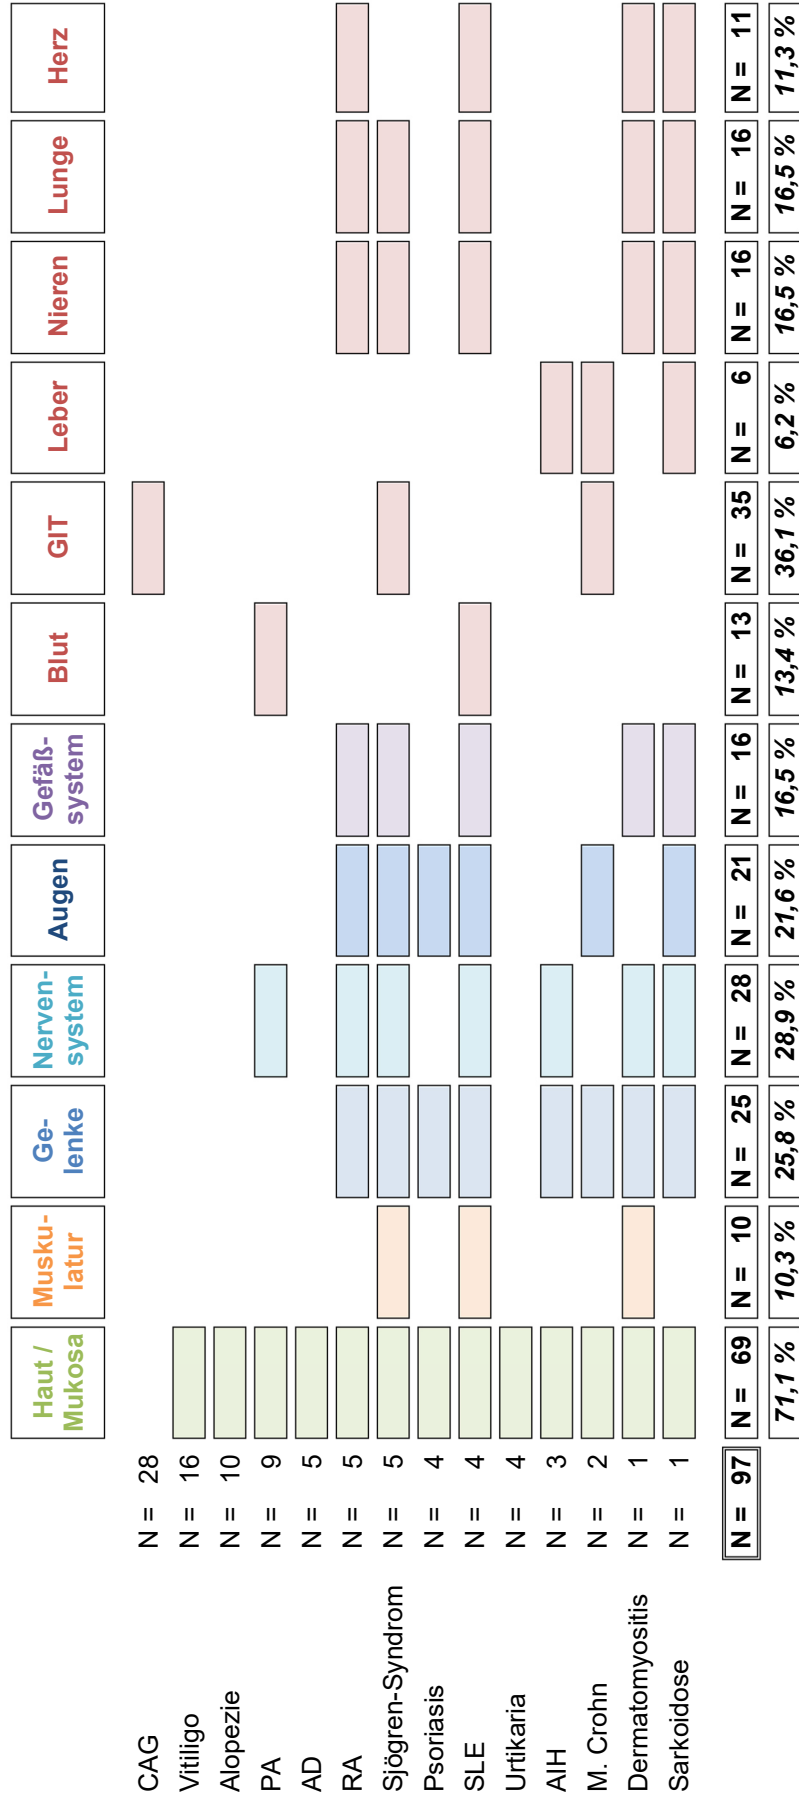 Haut /
Mukosa
Musku-
latur
Ge-
lenke
Nerven-
system
Augen
Gefäß-
system
Blut
GIT
Leber
Nieren
Lunge
Herz
CAG N = 28
Vitiligo N = 16
Alopezie N = 10
PA N = 9
AD N = 5
RA N = 5
Sjögren-Syndrom N = 5
Psoriasis N = 4
SLE N = 4
Urtikaria N = 4
AIH N = 3
M. Crohn N = 2
Dermatomyositis N = 1
Sarkoidose N = 1
N = 97 N = 69 N = 10 N = 25 N = 28 N = 21 N = 16 N = 13 N = 35 N = 6 N = 16 N = 16 N = 11
71,1 % 10,3 % 25,8 % 28,9 % 21,6 % 16,5 % 13,4 % 36,1 % 6,2 % 16,5 % 16,5 % 11,3 %